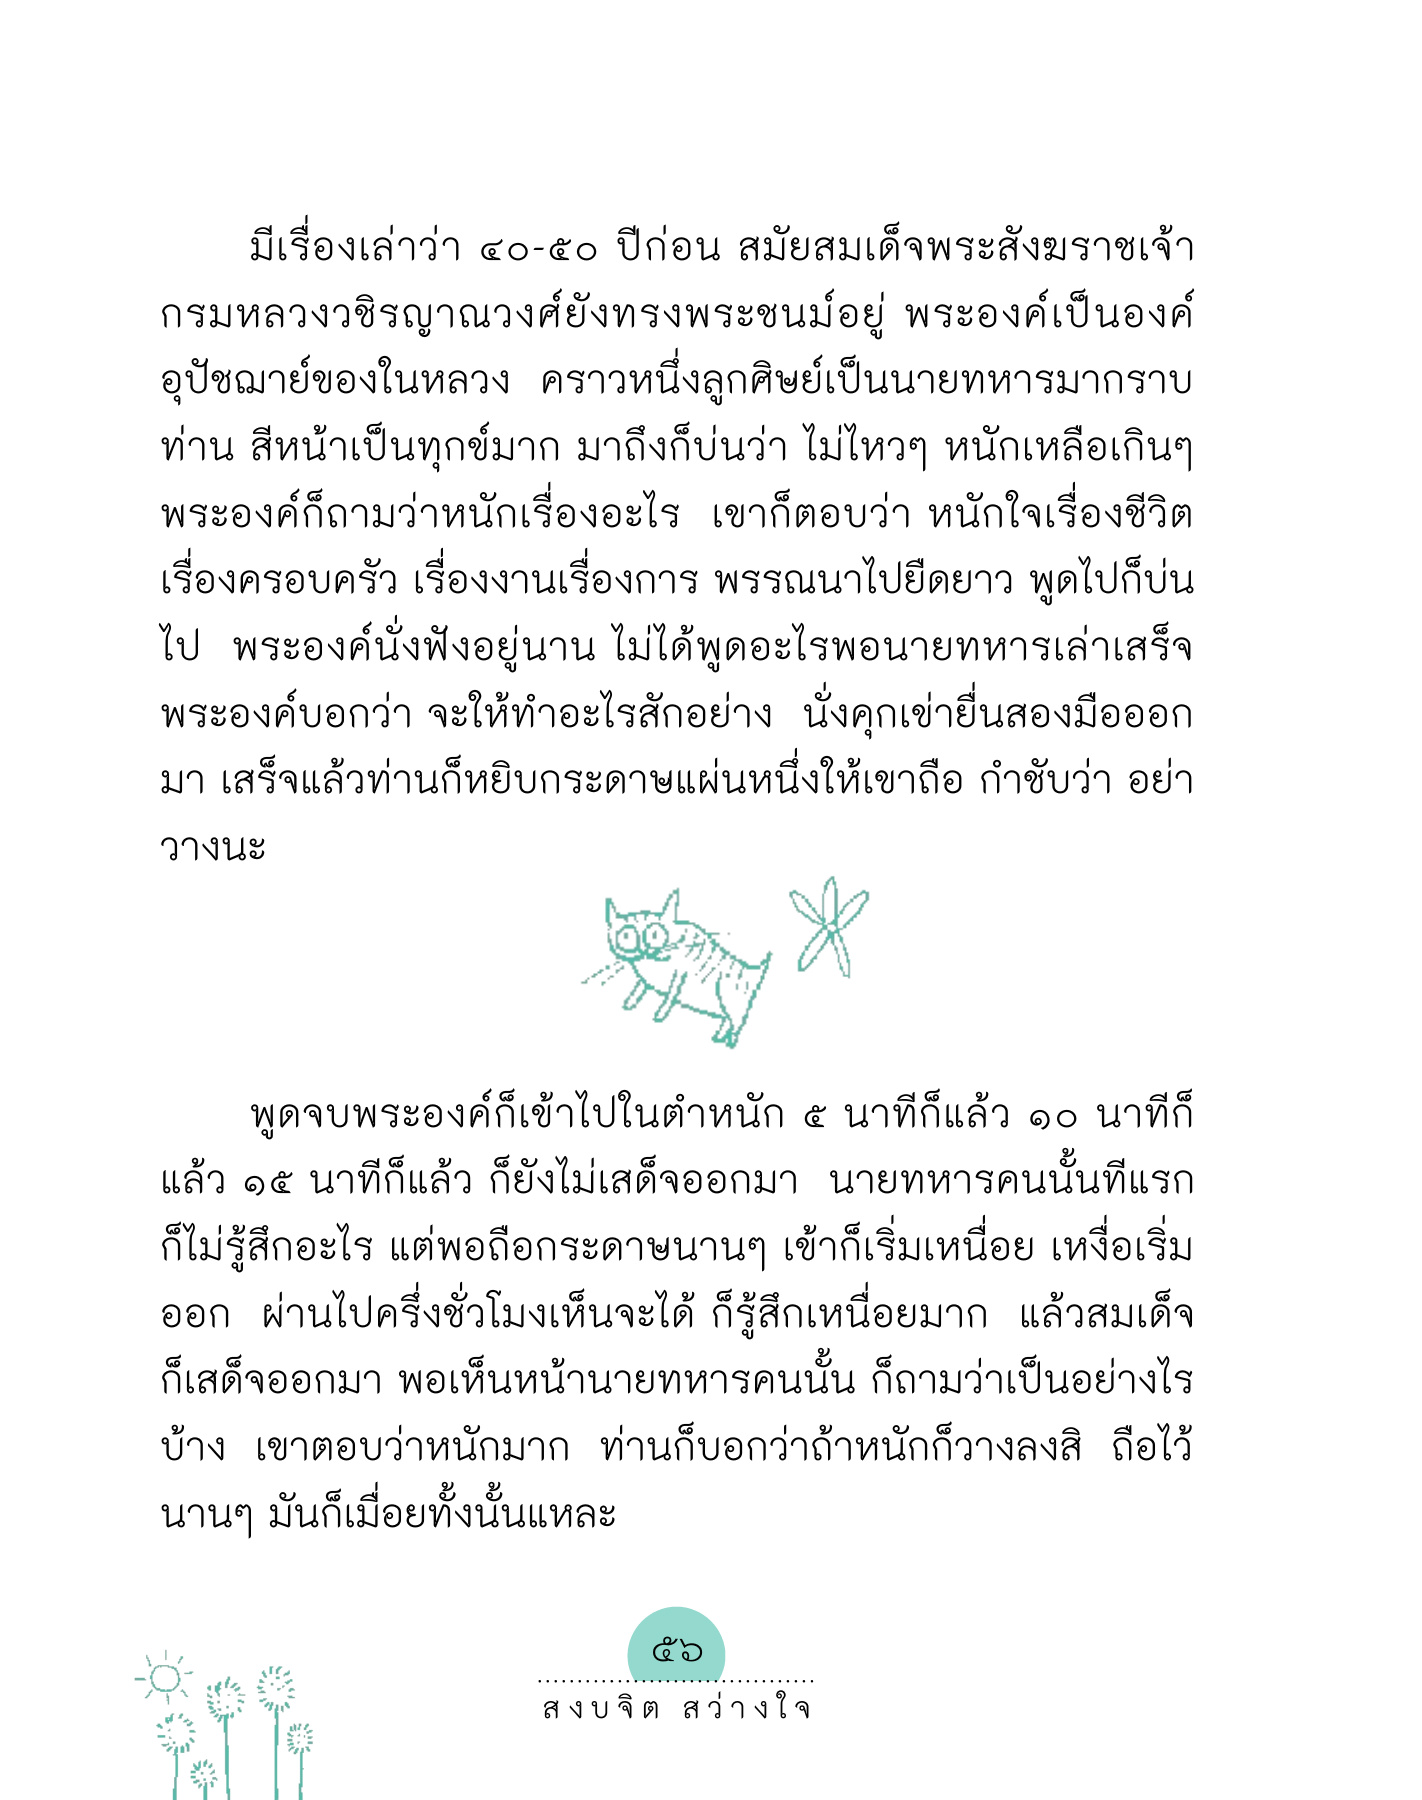 มีเรื่องเล่าว่า ๔๐-๕๐ ปีก่อน สมัยสมเด็จพระสังฆราชเจ้า
กรมหลวงวชิรญาณวงศ์ยังทรงพระชนม์อยู่ พระองค์เป็นองค์
อุปัชฌาย์ของในหลวง คราวหนึ่งลูกศิษย์เป็นนายทหารมากราบ
ท่าน สีหน้าเป็นทุกข์มาก มาถึงก็บ่นว่า ไม่ไหวๆ หนักเหลือเกินๆ
พระองค์ก็ถามว่าหนักเรื่องอะไร เขาก็ตอบว่า หนักใจเรื่องชีวิต
เรื่องครอบครัว เรื่องงานเรื่องการ พรรณนาไปยืดยาว พูดไปก็บ่น
ไป พระองค์นั่งฟังอยู่นาน ไม่ได้พูดอะไรพอนายทหารเล่าเสร็จ
พระองค์บอกว่า จะให้ทำอะไรสักอย่าง นั่งคุกเข่ายื่นสองมือออก
มา เสร็จแล้วท่านก็หยิบกระดาษแผ่นหนึ่งให้เขาถือ กำชับว่า อย่า
วางนะ
พูดจบพระองค์ก็เข้าไปในตำหนัก ๕ นาทีก็แล้ว ๑๐ นาทีก็
แล้ว ๑๕ นาทีก็แล้ว ก็ยังไม่เสด็จออกมา นายทหารคนนั้นทีแรก
ก็ไม่รู้สึกอะไร แต่พอถือกระดาษนานๆ เข้าก็เริ่มเหนื่อย เหงื่อเริ่ม
ออก ผ่านไปครึ่งชั่วโมงเห็นจะได้ ก็รู้สึกเหนื่อยมาก แล้วสมเด็จ
ก็เสด็จออกมา พอเห็นหน้านายทหารคนนั้น ก็ถามว่าเป็นอย่างไร
บ้าง เขาตอบว่าหนักมาก ท่านก็บอกว่าถ้าหนักก็วางลงสิ ถือไว้
นานๆ มันก็เมื่อยทั้งนั้นแหละ
๕๖
สงบจิต สว่างใจ